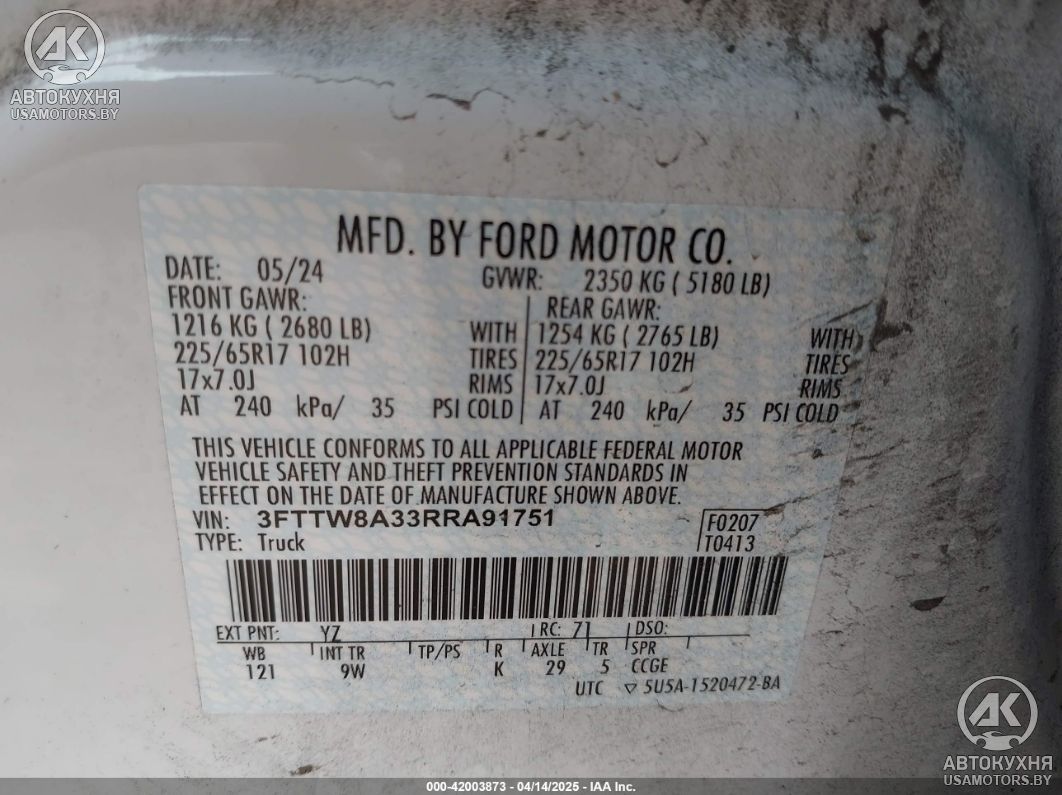 AK
АВТОКУХНЯ
USAMOTORS.BY
MFD. BY FORD MOTOR CO.
DATE: 05/24 GVWR: 2350 KG ( 5180 LB)
FRONT GAWR: REAR GAWR:
1216 KG ( 2680 LB) WITH 1254 KG ( 2765 LB) WITH
225/65R17 102H TIRES 225/65R17 102H TIRES
17x7.0J RIMS 17x7.0J RIMS
AT 240 kPa/ 35 PSI COLD AT 240 kPa/ 35 PSI COLD
THIS VEHICLE CONFORMS TO ALL APPLICABLE FEDERAL MOTOR
VEHICLE SAFETY AND THEFT PREVENTION STANDARDS IN
EFFECT ON THE DATE OF MANUFACTURE SHOWN ABOVE.
VIN: 3FTTW8A33RRA91751 F0207
TYPE: Truck T0413
EXT PNT: YZ RC: 71 DSO:
WB INT TR TP/PS R AXLE TR SPR
121 9W K 29 5 CCGE
UTC ▽ 5U5A-1520472-BA
AK
АВТОКУХНЯ
USAMOTORS.BY
000-42003873 - 04/14/2025 - IAA Inc.